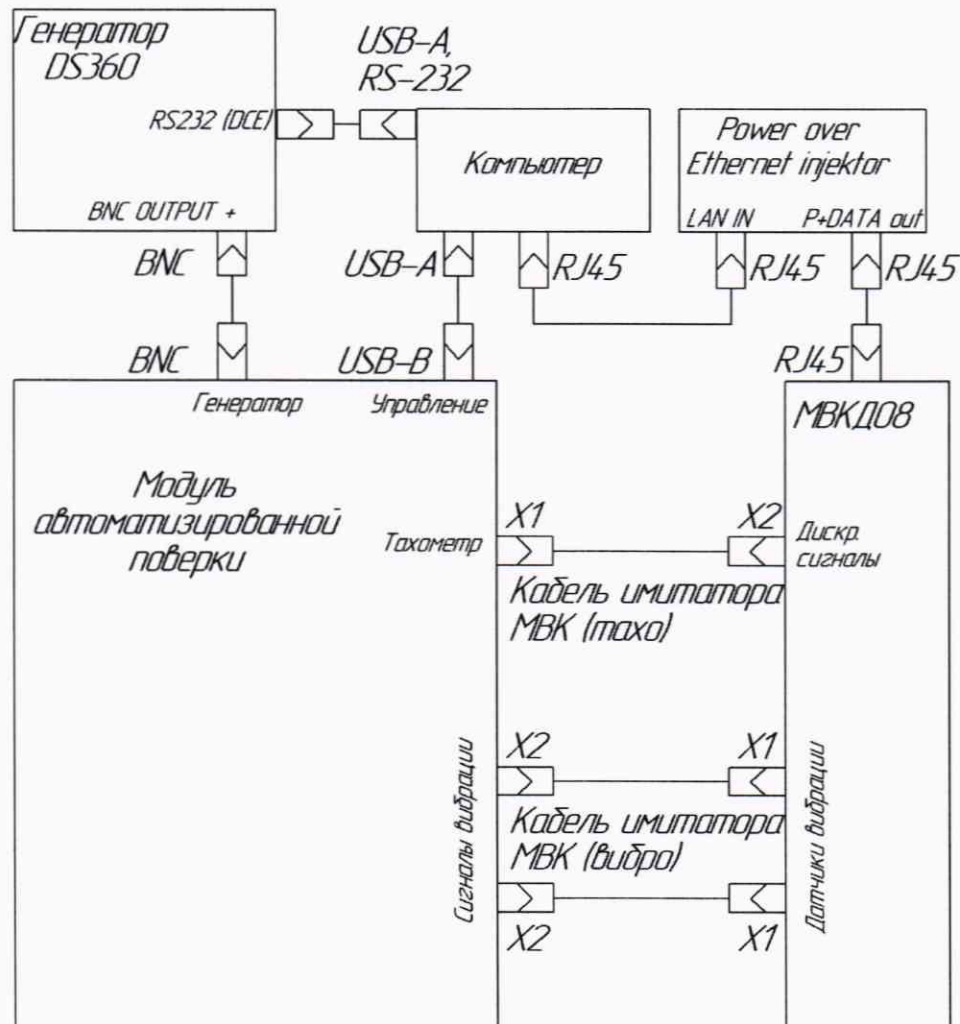 Генератор
DS360
RS232 (DCE)
BNC OUTPUT +
USB-A,
RS-232
Компьютер
Power over
Ethernet injektor
LAN IN
P+DATA out
BNC
USB-A
RJ45
RJ45
RJ45
BNC
USB-B
RJ45
Генератор
Управление
МВКД08
Модуль
автоматизированной
поверки
Тахометр
X1
X2
Дискр.
сигналы
Кабель имитатора
МВК (тахо)
Сигналы вибрации
X2
X1
Кабель имитатора
МВК (вибро)
X2
X1
Датчики вибрации